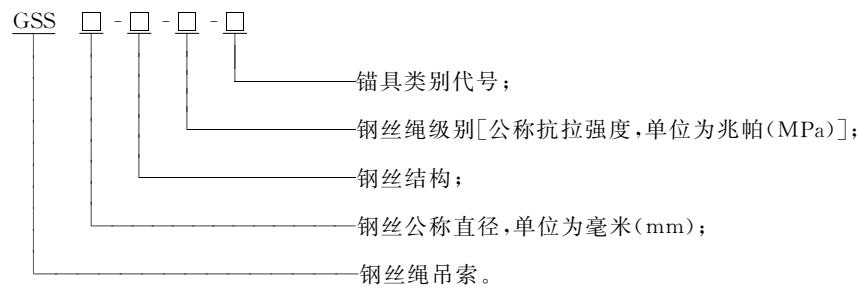 GSS □-□-□-□
锚具类别代号;
钢丝绳级别[公称抗拉强度,单位为兆帕(MPa)];
钢丝结构;
钢丝公称直径,单位为毫米(mm);
钢丝绳吊索。